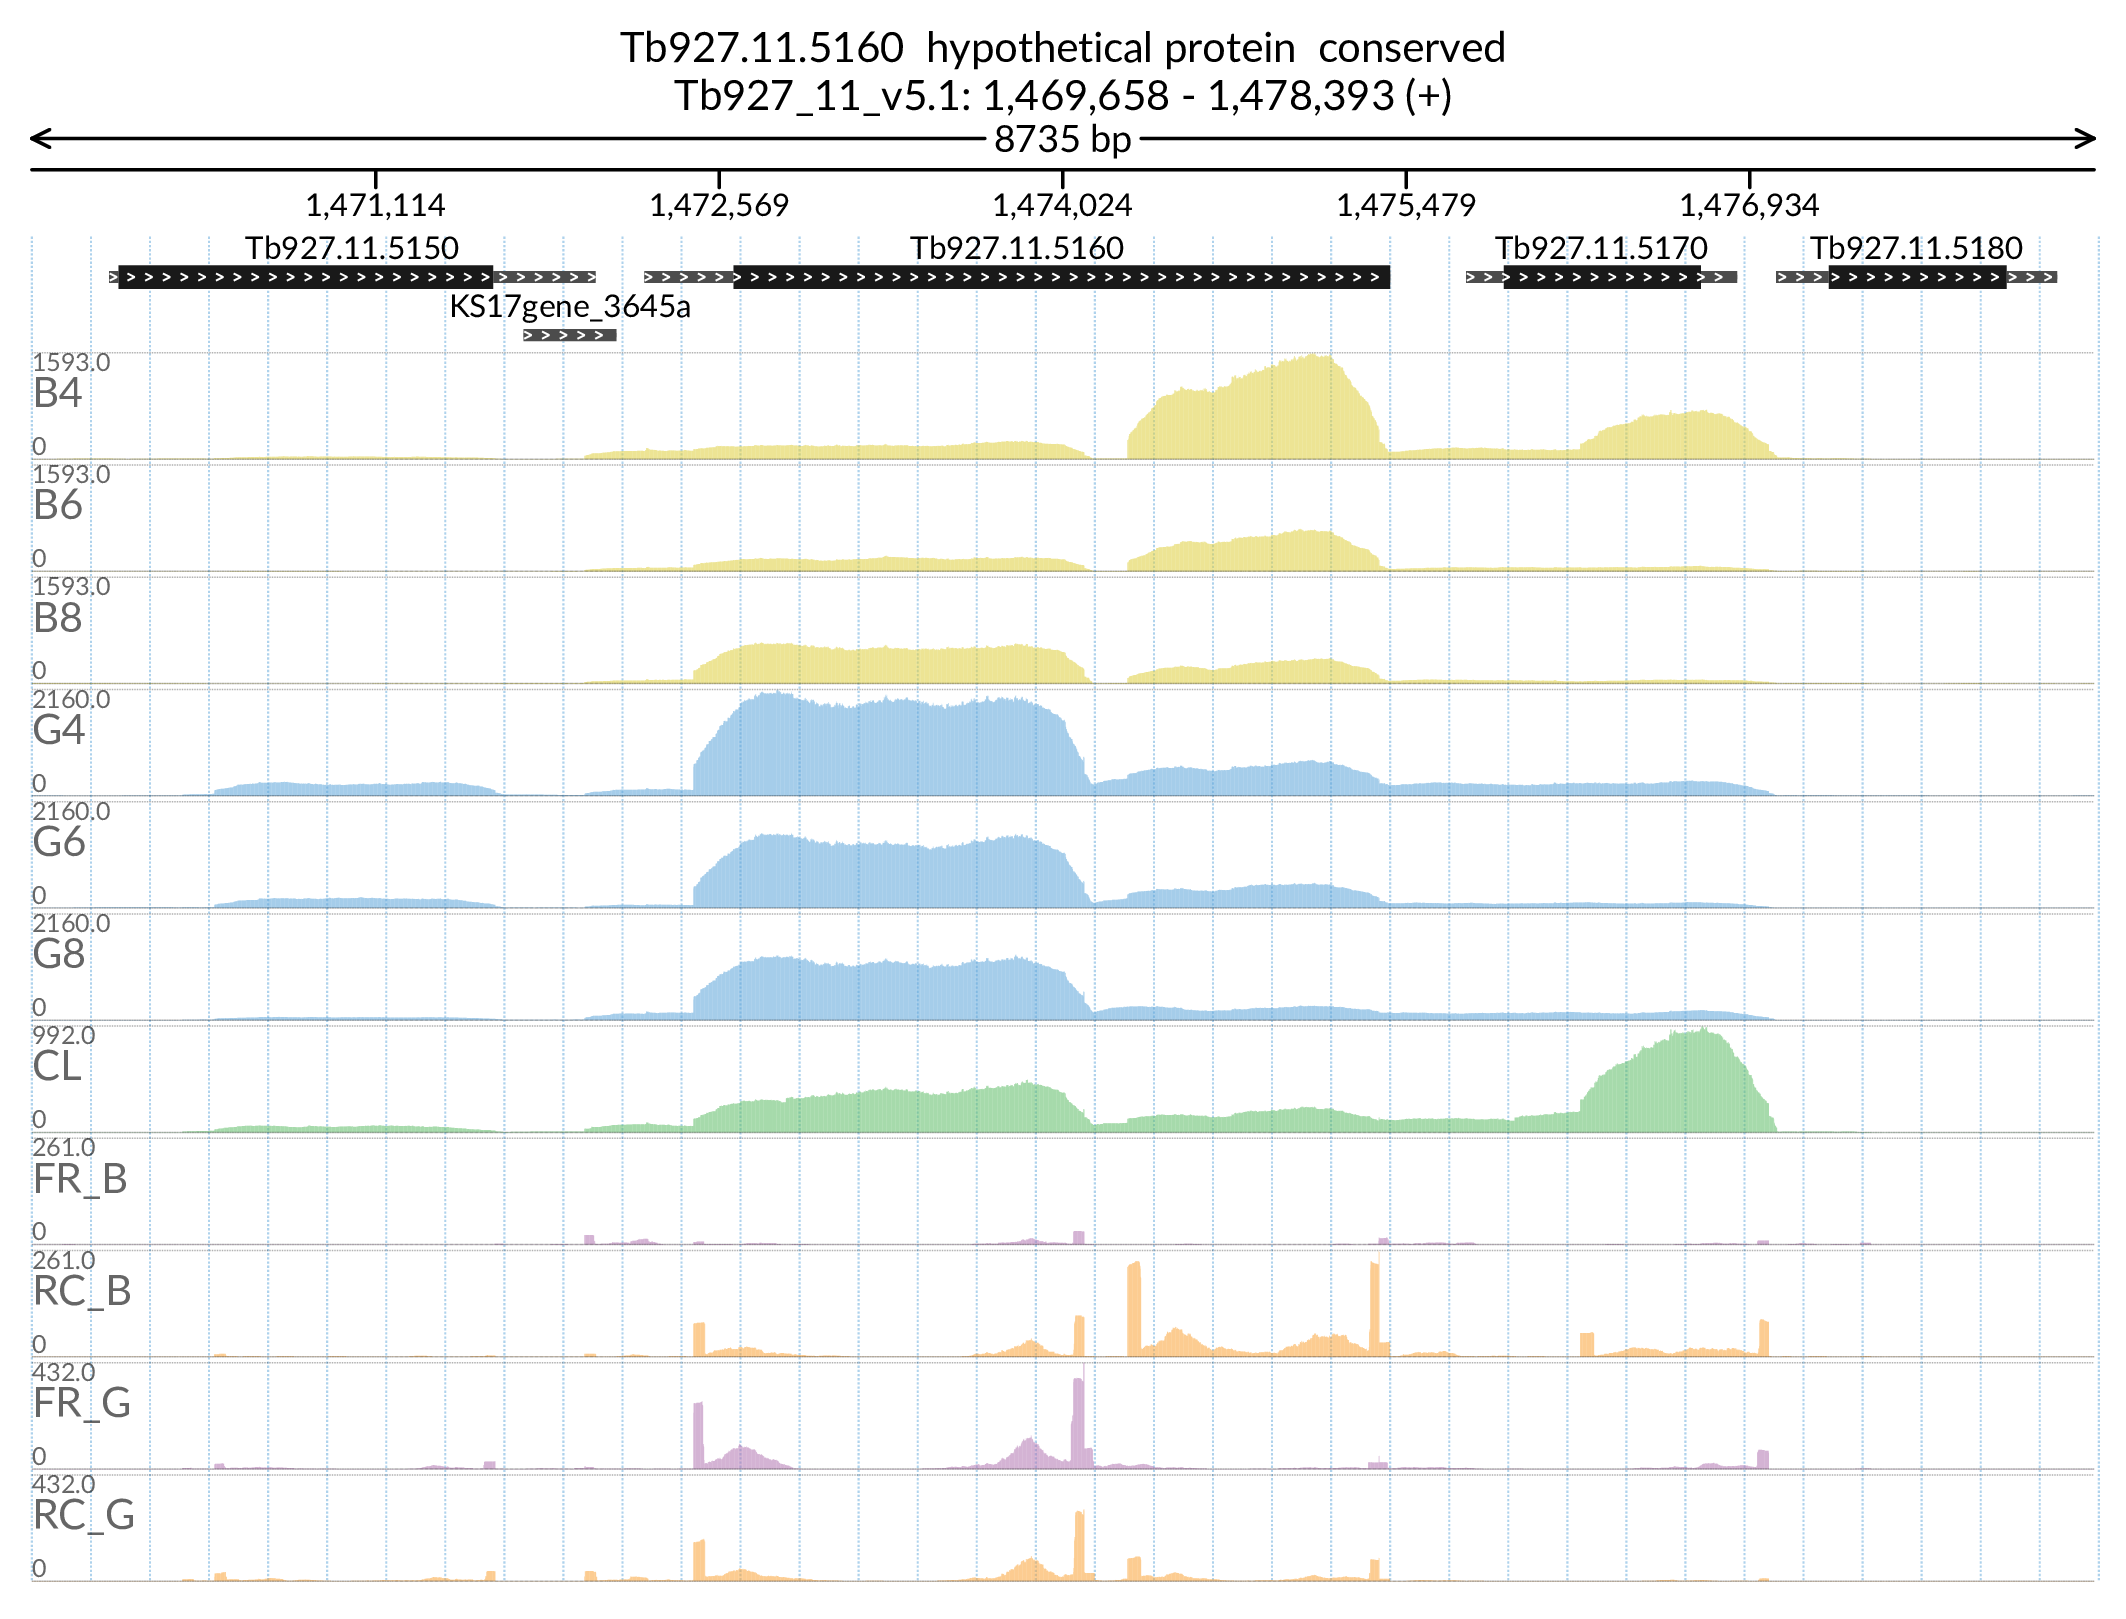 Tb927.11.5160  hypothetical protein  conserved
Tb927_11_v5.1: 1,469,658 - 1,478,393 (+)
8735 bp
1,471,114 1,472,569 1,474,024 1,475,479 1,476,934
Tb927.11.5150 Tb927.11.5160 Tb927.11.5170 Tb927.11.5180
KS17gene_3645a
1593.0
B4
0
1593.0
B6
0
1593.0
B8
0
2160.0
G4
0
2160.0
G6
0
2160.0
G8
0
992.0
CL
0
261.0
FR_B
0
261.0
RC_B
0
432.0
FR_G
0
432.0
RC_G
0